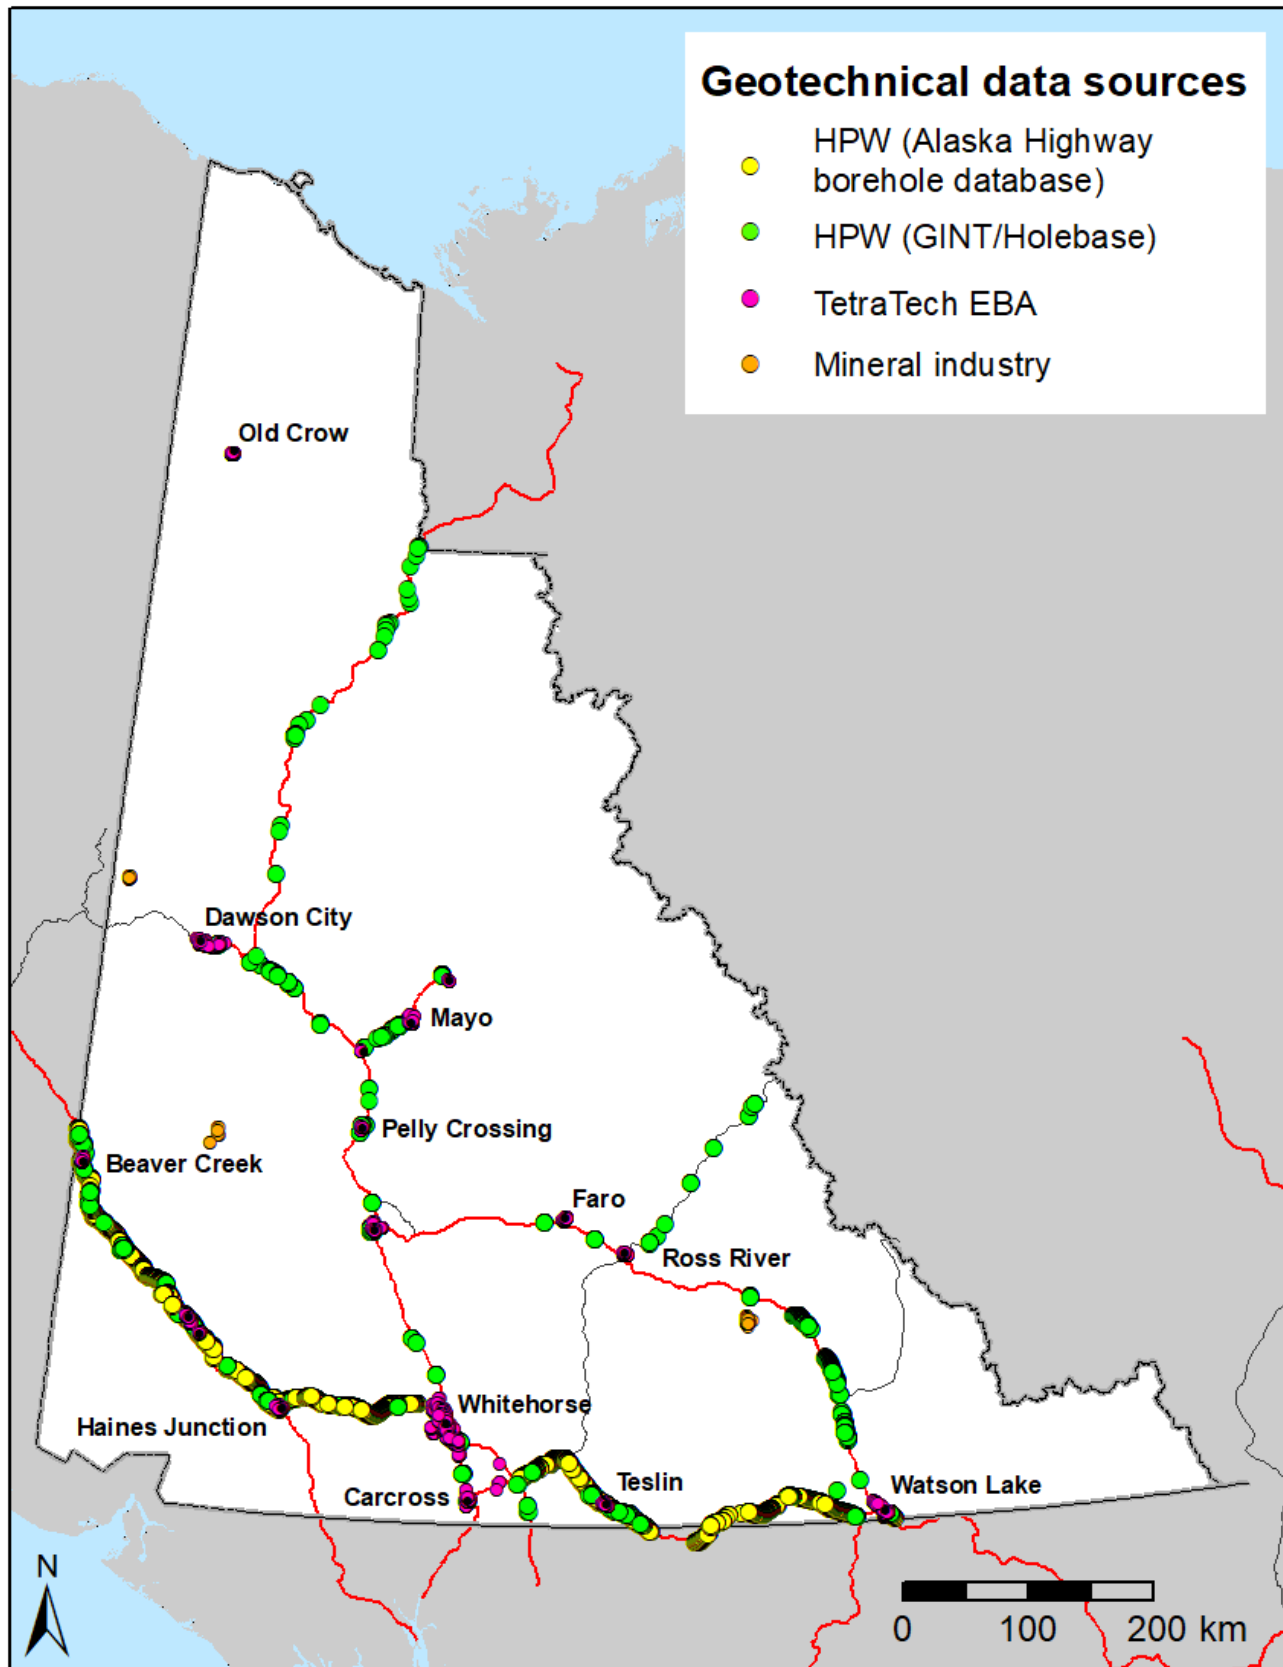 Geotechnical data sources
HPW (Alaska Highway
borehole database)
HPW (GINT/Holebase)
TetraTech EBA
Mineral industry
Old Crow
Dawson City
Mayo
Pelly Crossing
Beaver Creek
Faro
Ross River
Whitehorse
Haines Junction
Teslin
Watson Lake
Carcross
N
0 100 200 km